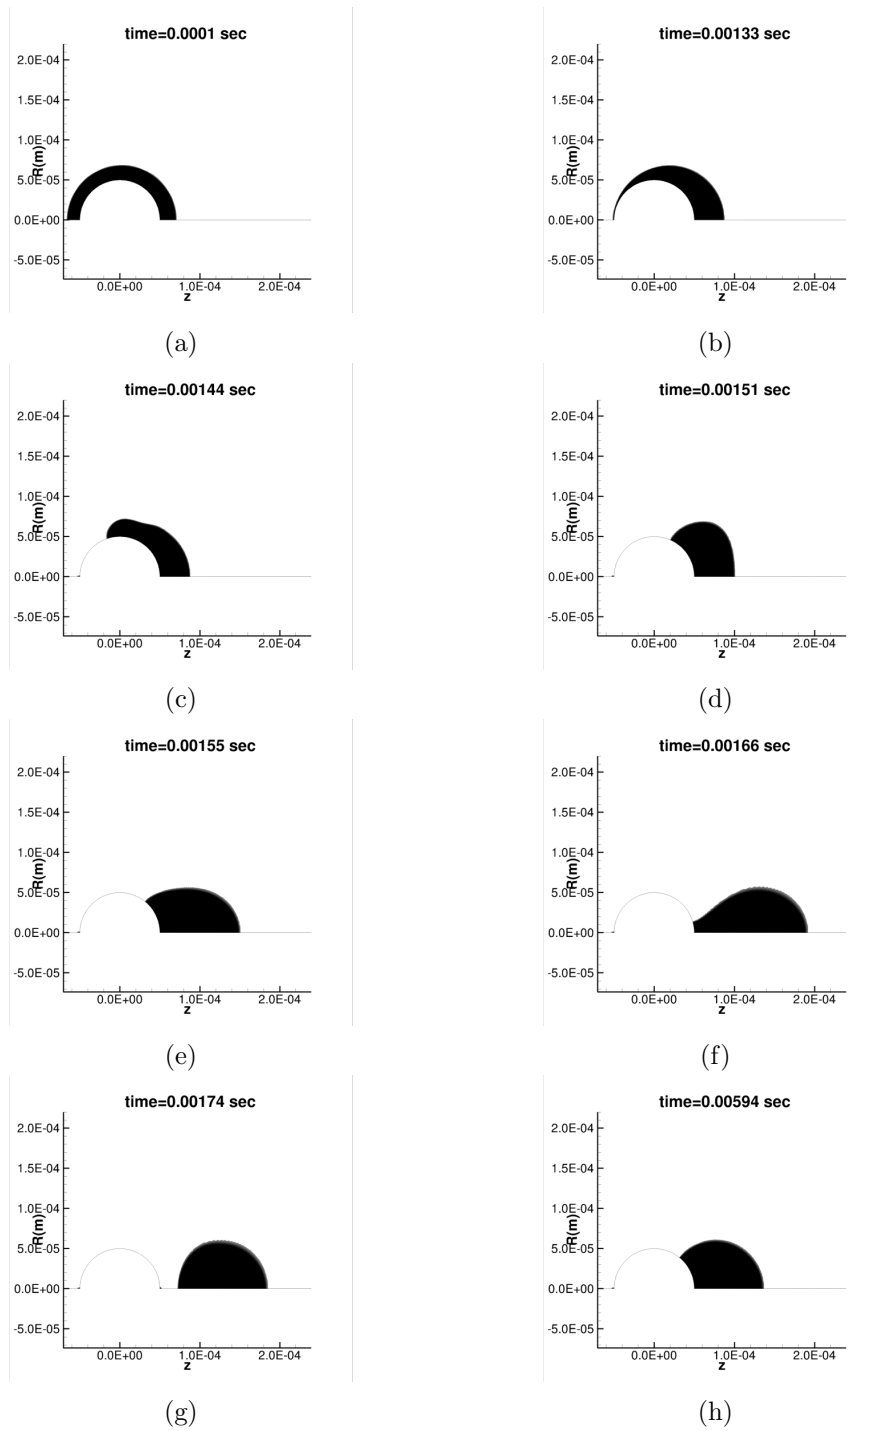 time=0.0001 sec
2.0E-04
1.5E-04
1.0E-04
5.0E-05
0.0E+00
-5.0E-05
R(m)
0.0E+00 1.0E-04 2.0E-04
z
(a)
time=0.00133 sec
2.0E-04
1.5E-04
1.0E-04
5.0E-05
0.0E+00
-5.0E-05
R(m)
0.0E+00 1.0E-04 2.0E-04
z
(b)
time=0.00144 sec
2.0E-04
1.5E-04
1.0E-04
5.0E-05
0.0E+00
-5.0E-05
R(m)
0.0E+00 1.0E-04 2.0E-04
z
(c)
time=0.00151 sec
2.0E-04
1.5E-04
1.0E-04
5.0E-05
0.0E+00
-5.0E-05
R(m)
0.0E+00 1.0E-04 2.0E-04
z
(d)
time=0.00155 sec
2.0E-04
1.5E-04
1.0E-04
5.0E-05
0.0E+00
-5.0E-05
R(m)
0.0E+00 1.0E-04 2.0E-04
z
(e)
time=0.00166 sec
2.0E-04
1.5E-04
1.0E-04
5.0E-05
0.0E+00
-5.0E-05
R(m)
0.0E+00 1.0E-04 2.0E-04
z
(f)
time=0.00174 sec
2.0E-04
1.5E-04
1.0E-04
5.0E-05
0.0E+00
-5.0E-05
R(m)
0.0E+00 1.0E-04 2.0E-04
z
(g)
time=0.00594 sec
2.0E-04
1.5E-04
1.0E-04
5.0E-05
0.0E+00
-5.0E-05
R(m)
0.0E+00 1.0E-04 2.0E-04
z
(h)